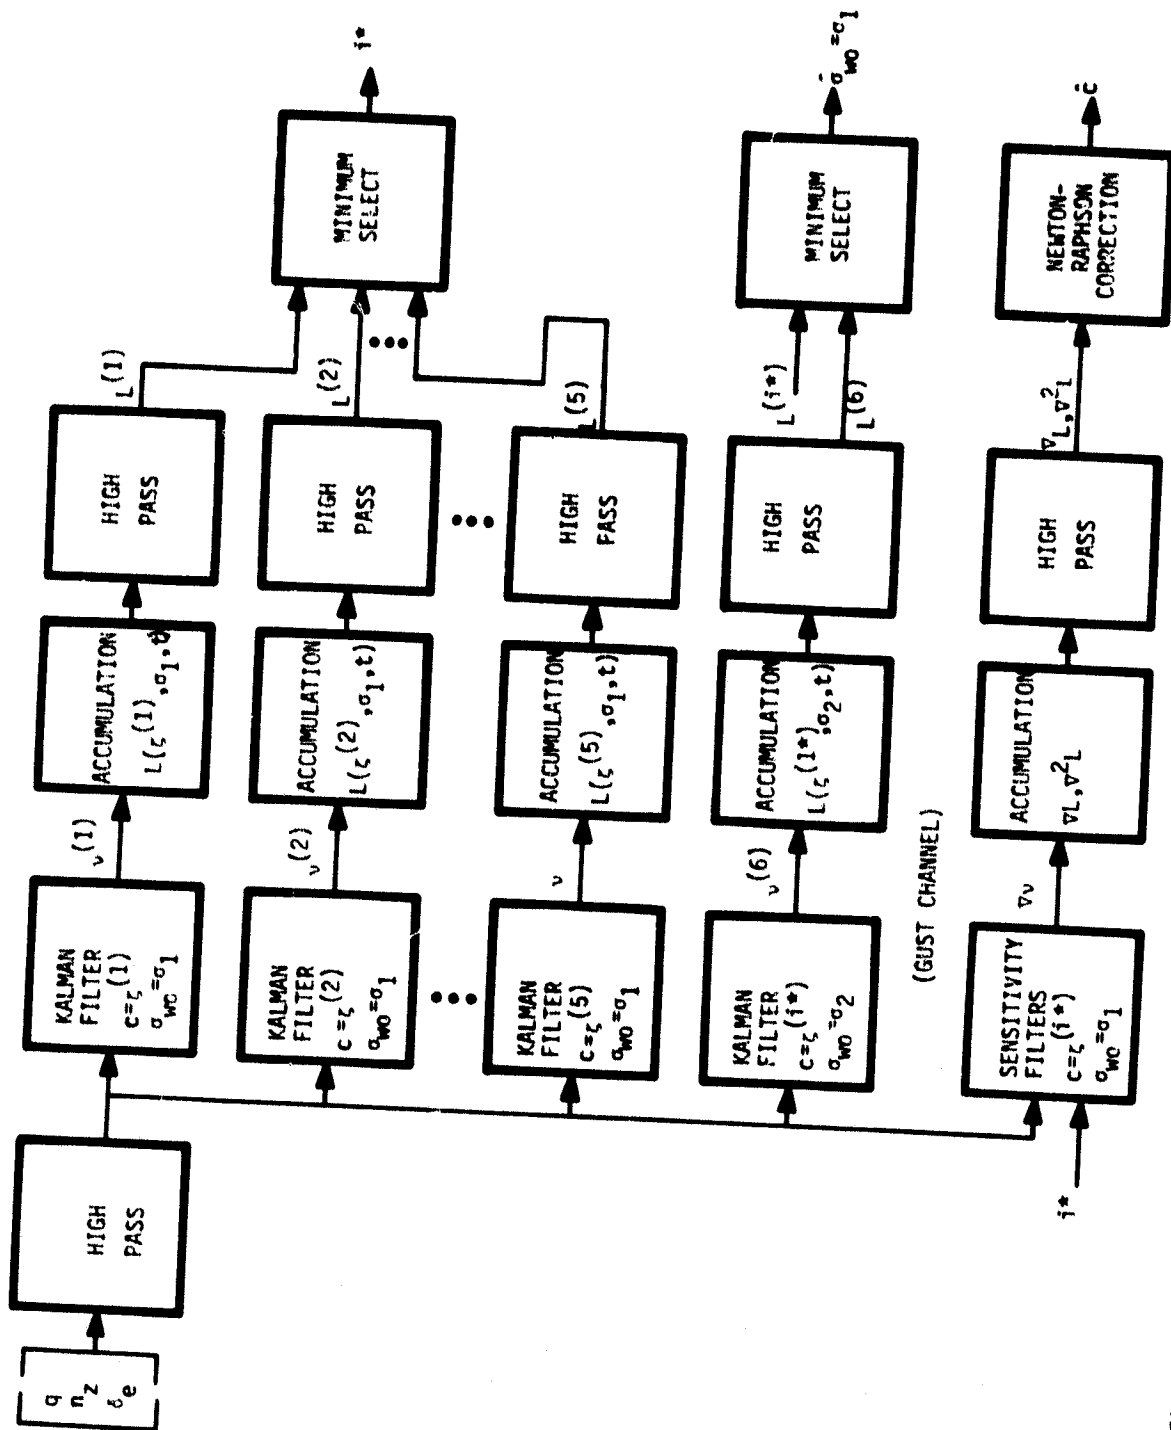 q
n_z
δ_e
HIGH
PASS
KALMAN
FILTER
c=ζ^(1)
σ_wo=σ_1
ν^(1)
ACCUMULATION
L(ζ^(1),σ_1,t)
HIGH
PASS
L^(1)
KALMAN
FILTER
c=ζ^(2)
σ_wo=σ_1
ν^(2)
ACCUMULATION
L(ζ^(2),σ_1,t)
HIGH
PASS
L^(2)
MINIMUM
SELECT
i*
KALMAN
FILTER
c=ζ^(5)
σ_wo=σ_1
ν
ACCUMULATION
L(ζ^(5),σ_1,t)
HIGH
PASS
L^(5)
KALMAN
FILTER
c=ζ^(i*)
σ_wo=σ_2
ν^(6)
ACCUMULATION
L(ζ^(i*),σ_2,t)
HIGH
PASS
L^(i*)
L^(6)
MINIMUM
SELECT
σ̂_wo=σ_1
(GUST CHANNEL)
i*
SENSITIVITY
FILTERS
c=ζ^(i*)
σ_wo=σ_1
∇ν
ACCUMULATION
∇L,∇²L
HIGH
PASS
∇L,∇²L
NEWTON-
RAPHSON
CORRECTION
ĉ